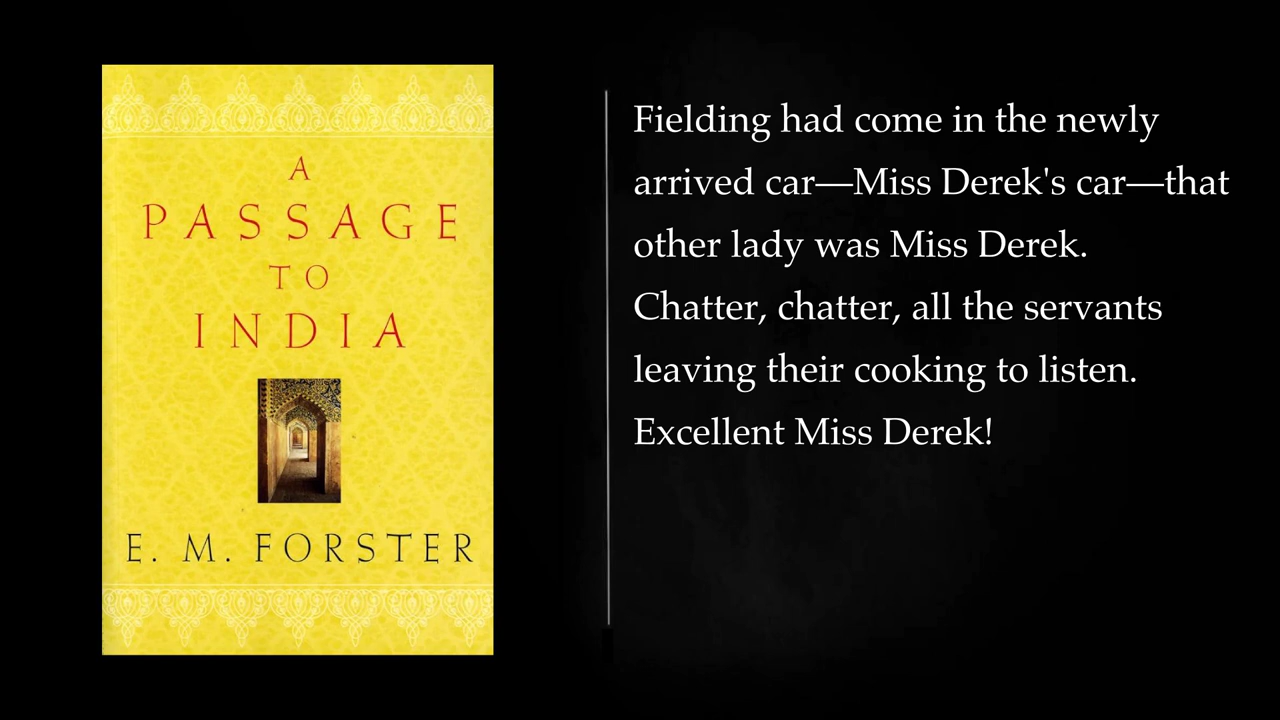 A
PASSAGE
TO
INDIA
E. M. FORSTER
Fielding had come in the newly
arrived car—Miss Derek's car—that
other lady was Miss Derek.
Chatter, chatter, all the servants
leaving their cooking to listen.
Excellent Miss Derek!